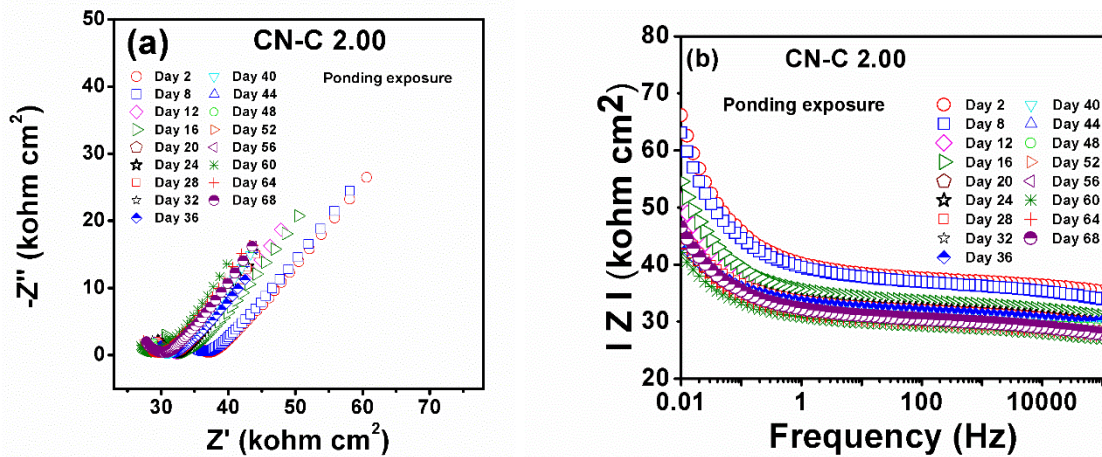 (a) CN-C 2.00
Ponding exposure
Day 2 Day 40
Day 8 Day 44
Day 12 Day 48
Day 16 Day 52
Day 20 Day 56
Day 24 Day 60
Day 28 Day 64
Day 32 Day 68
Day 36
-Z'' (kohm cm2)
50
40
30
20
10
0
30 40 50 60 70
Z' (kohm cm2)
(b) CN-C 2.00
Ponding exposure
Day 2 Day 40
Day 8 Day 44
Day 12 Day 48
Day 16 Day 52
Day 20 Day 56
Day 24 Day 60
Day 28 Day 64
Day 32 Day 68
Day 36
I Z I (kohm cm2)
80
70
60
50
40
30
20
0.01 1 100 10000
Frequency (Hz)